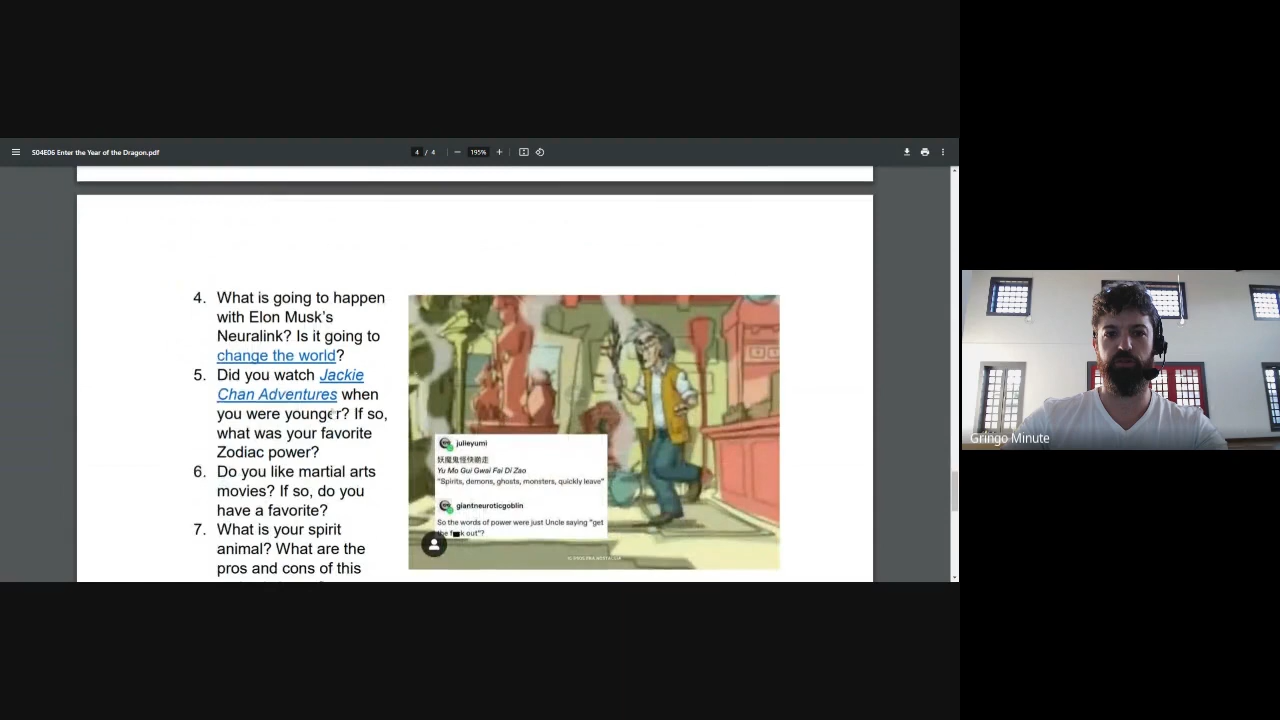 S04E06 Enter the Year of the Dragon.pdf
4 / 4
195%
4. What is going to happen
with Elon Musk's
Neuralink? Is it going to
change the world?
5. Did you watch Jackie
Chan Adventures when
you were younger? If so,
what was your favorite
Zodiac power?
6. Do you like martial arts
movies? If so, do you
have a favorite?
7. What is your spirit
animal? What are the
pros and cons of this
julieyumi
妖魔鬼怪快離走
Yu Mo Gui Gwai Fai Di Zao
"Spirits, demons, ghosts, monsters, quickly leave"
giantneuroticgoblin
So the words of power were just Uncle saying "get
the f ck out"?
Gringo Minute